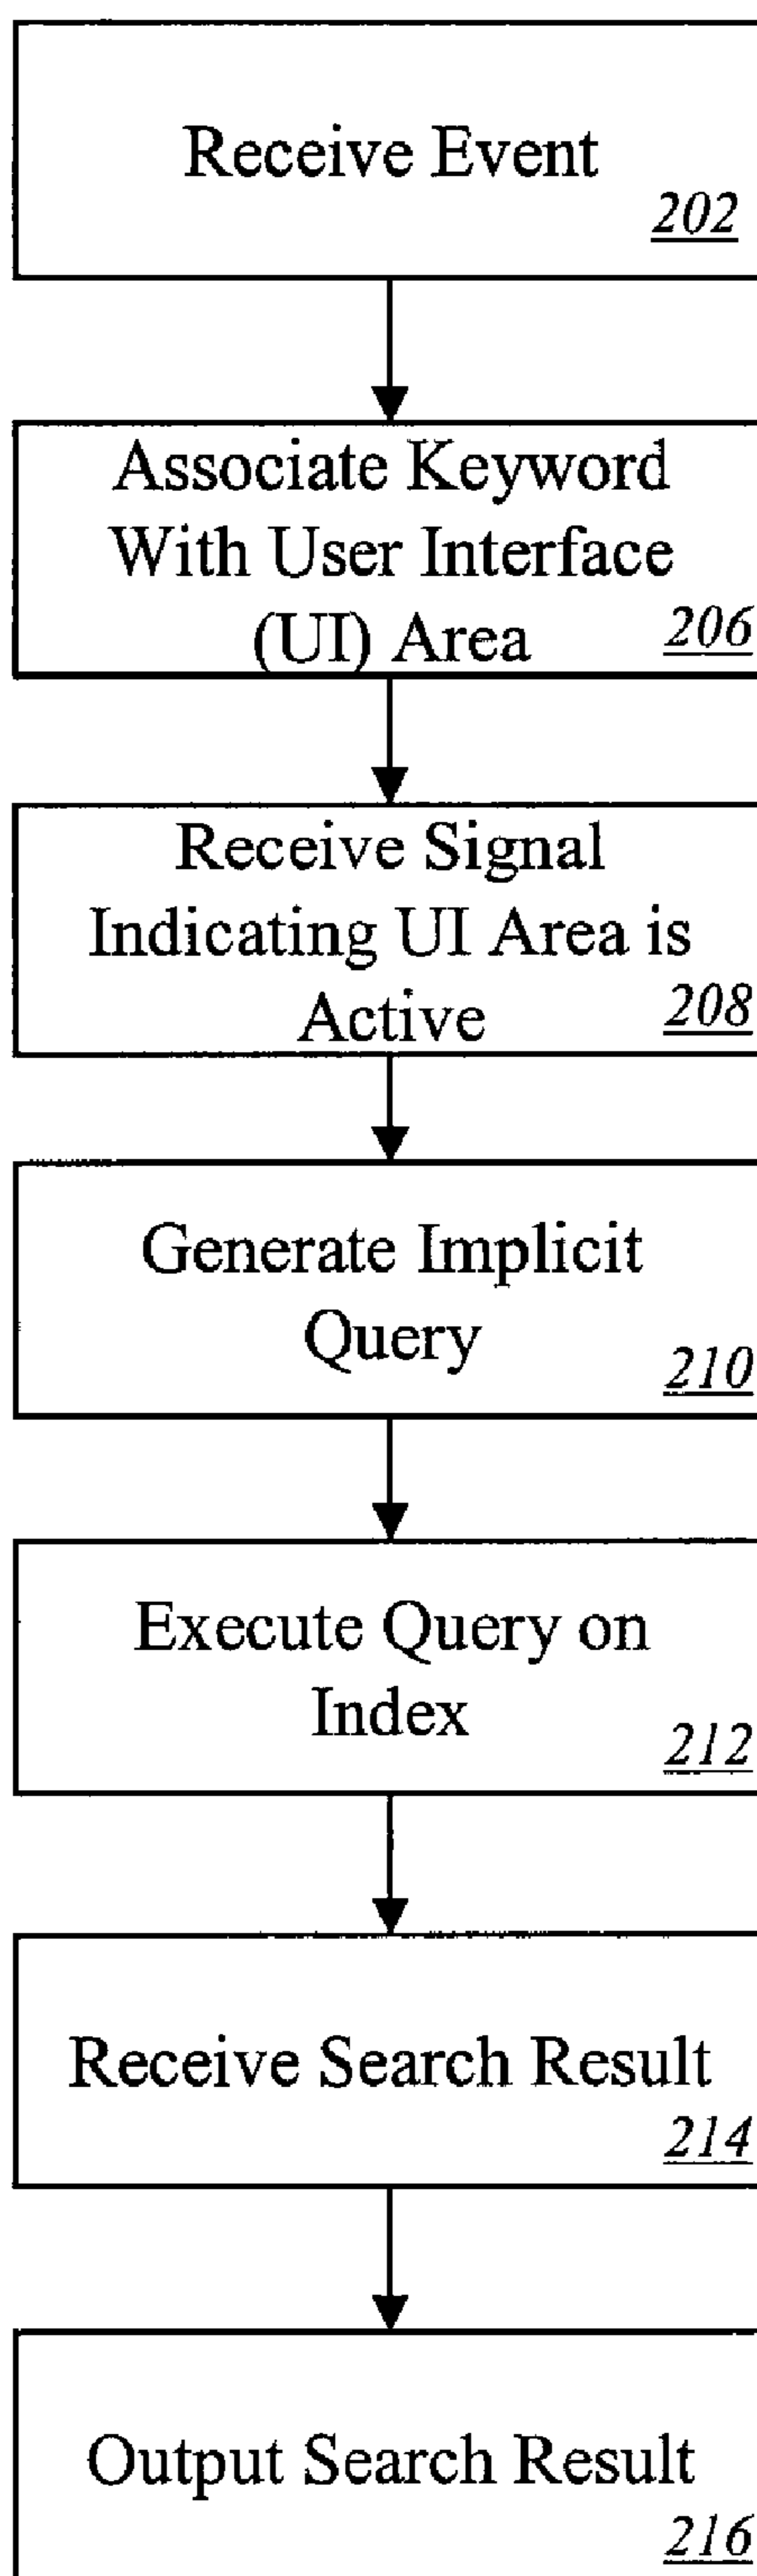 Receive Event
202
Associate Keyword
With User Interface
(UI) Area
206
Receive Signal
Indicating UI Area is
Active
208
Generate Implicit
Query
210
Execute Query on
Index
212
Receive Search Result
214
Output Search Result
216